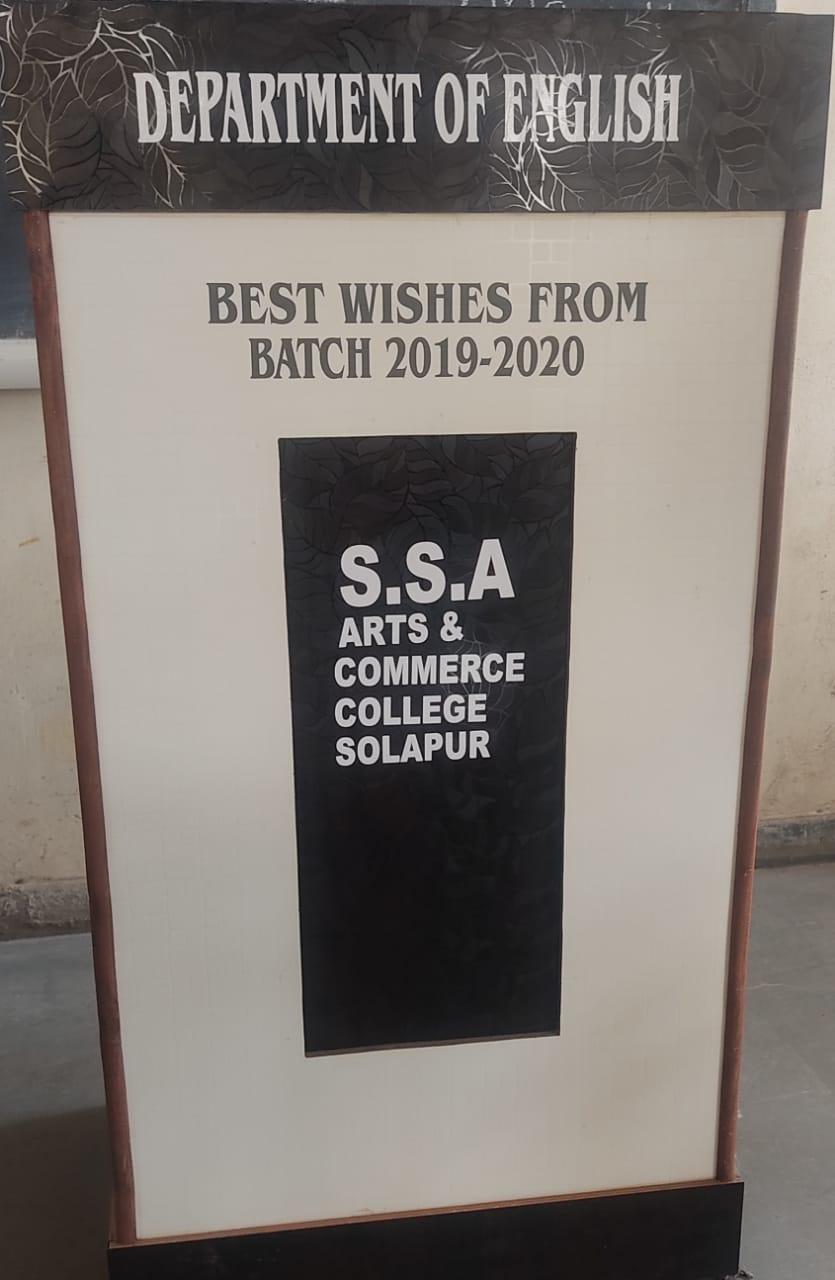 DEPARTMENT OF ENGLISH
BEST WISHES FROM
BATCH 2019-2020
S.S.A
ARTS &
COMMERCE
COLLEGE
SOLAPUR